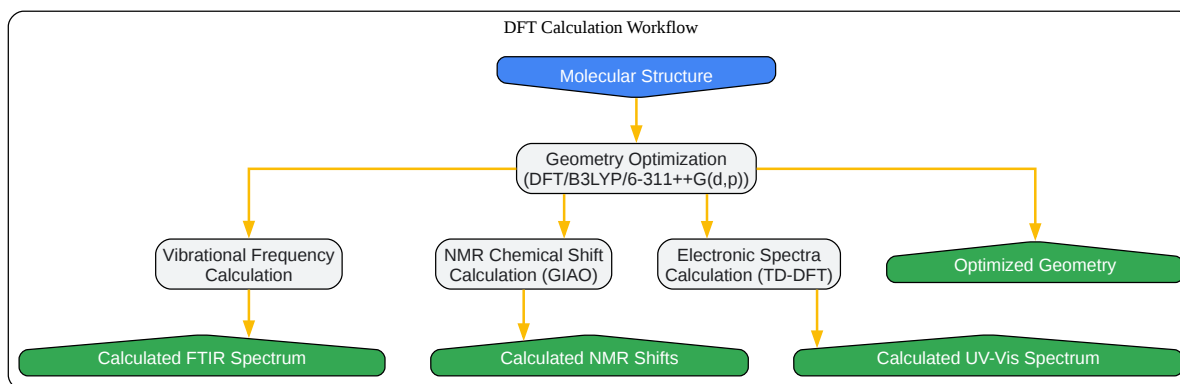 DFT Calculation Workflow
Molecular Structure
Geometry Optimization
(DFT/B3LYP/6-311++G(d,p))
Vibrational Frequency
Calculation
NMR Chemical Shift
Calculation (GIAO)
Electronic Spectra
Calculation (TD-DFT)
Optimized Geometry
Calculated FTIR Spectrum
Calculated NMR Shifts
Calculated UV-Vis Spectrum